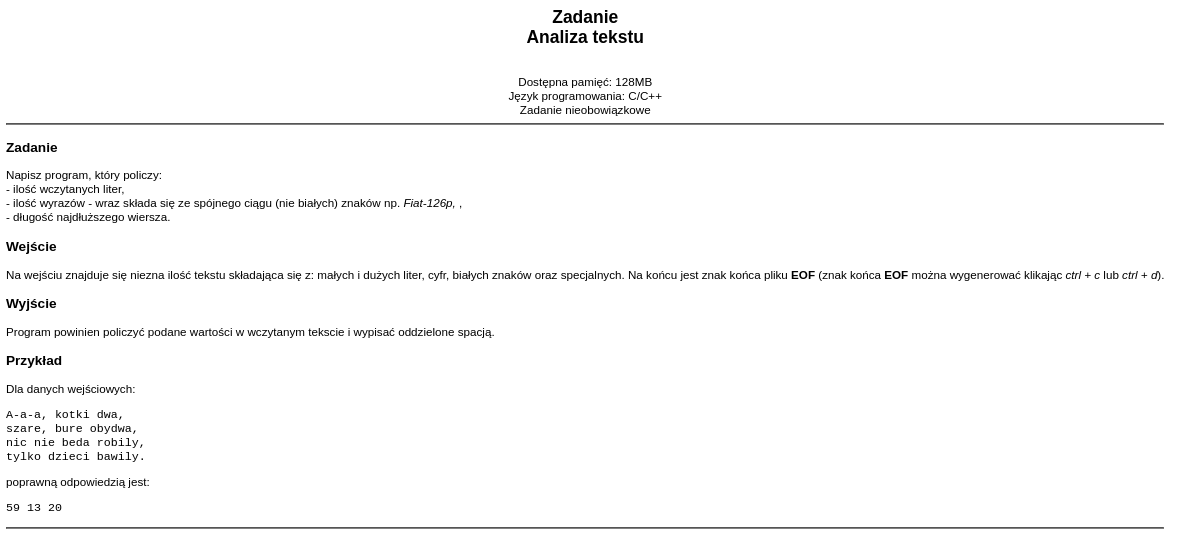 Zadanie
Analiza tekstu
Dostępna pamięć: 128MB
Język programowania: C/C++
Zadanie nieobowiązkowe
Zadanie
Napisz program, który policzy:
- ilość wczytanych liter,
- ilość wyrazów - wraz składa się ze spójnego ciągu (nie białych) znaków np. Fiat-126p, ,
- długość najdłuższego wiersza.
Wejście
Na wejściu znajduje się niezna ilość tekstu składająca się z: małych i dużych liter, cyfr, białych znaków oraz specjalnych. Na końcu jest znak końca pliku EOF (znak końca EOF można wygenerować klikając ctrl + c lub ctrl + d).
Wyjście
Program powinien policzyć podane wartości w wczytanym tekscie i wypisać oddzielone spacją.
Przykład
Dla danych wejściowych:
A-a-a, kotki dwa,
szare, bure obydwa,
nic nie beda robily,
tylko dzieci bawily.
poprawną odpowiedzią jest:
59 13 20